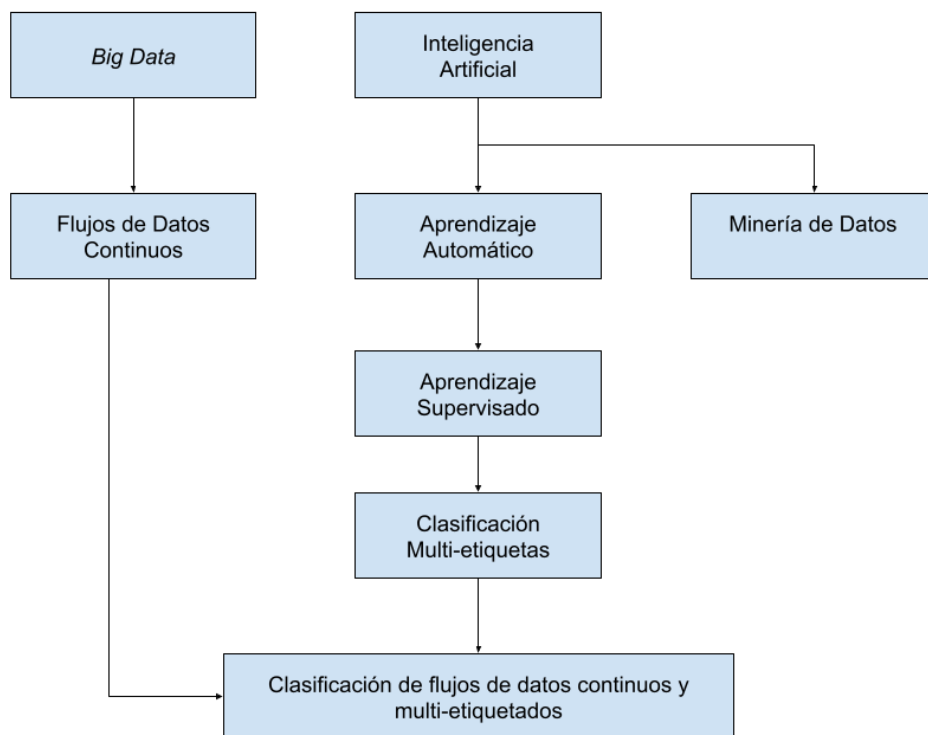 Big Data
Inteligencia
Artificial
Flujos de Datos
Continuos
Aprendizaje
Automático
Minería de Datos
Aprendizaje
Supervisado
Clasificación
Multi-etiquetas
Clasificación de flujos de datos continuos y
multi-etiquetados